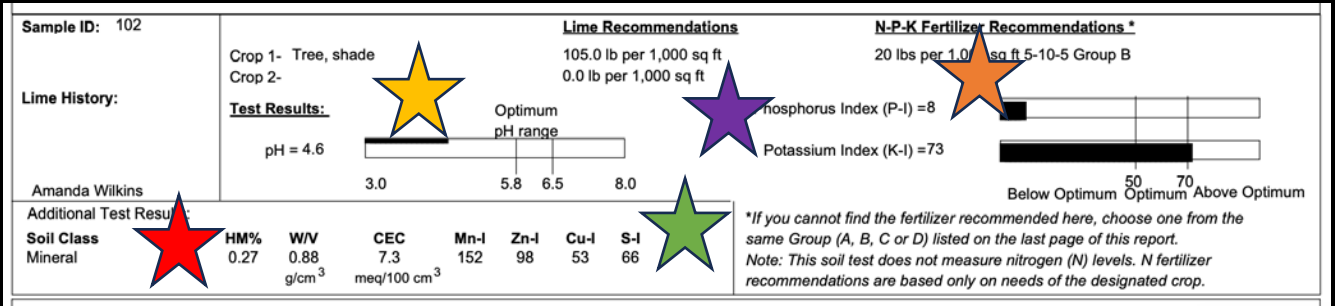 Sample ID: 102
Lime Recommendations
N-P-K Fertilizer Recommendations *
Crop 1- Tree, shade
105.0 lb per 1,000 sq ft
20 lbs per 1,0 sq ft 5-10-5 Group B
Crop 2-
0.0 lb per 1,000 sq ft
Lime History:
Test Results:
Optimum
pH range
hosphorus Index (P-I) =8
pH = 4.6
Potassium Index (K-I) =73
3.0 5.8 6.5 8.0
50 70
Below Optimum Optimum Above Optimum
Amanda Wilkins
Additional Test Resul :
Soil Class HM% W/V CEC Mn-I Zn-I Cu-I S-I
Mineral 0.27 0.88 7.3 152 98 53 66
g/cm3 meq/100 cm3
*If you cannot find the fertilizer recommended here, choose one from the
same Group (A, B, C or D) listed on the last page of this report.
Note: This soil test does not measure nitrogen (N) levels. N fertilizer
recommendations are based only on needs of the designated crop.